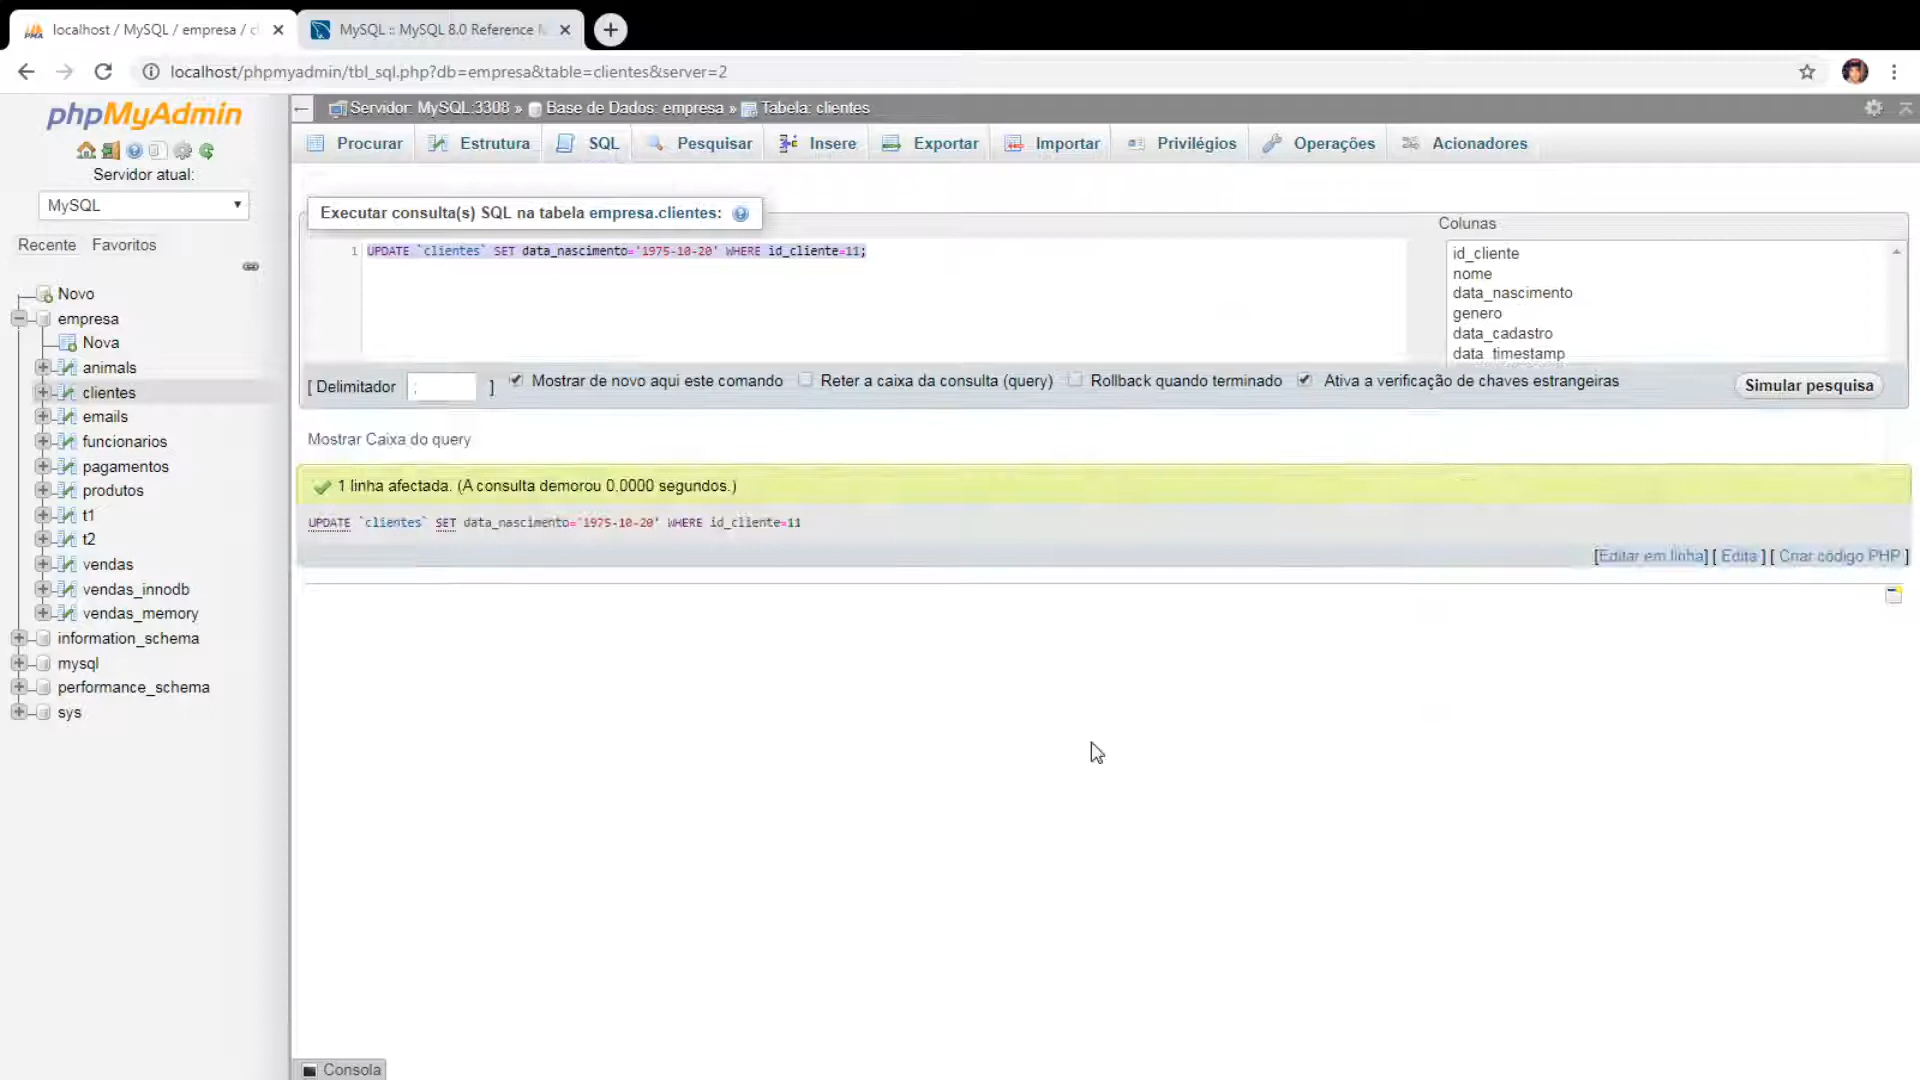 localhost / MySQL / empresa / c
MySQL :: MySQL 8.0 Reference
localhost/phpmyadmin/tbl_sql.php?db=empresa&table=clientes&server=2
phpMyAdmin
Servidor atual:
MySQL
Recente Favoritos
Novo
empresa
Nova
animals
clientes
emails
funcionarios
pagamentos
produtos
t1
t2
vendas
vendas_innodb
vendas_memory
information_schema
mysql
performance_schema
sys
Servidor: MySQL:3308 » Base de Dados: empresa » Tabela: clientes
Procurar Estrutura SQL Pesquisar Insere Exportar Importar Privilégios Operações Acionadores
Executar consulta(s) SQL na tabela empresa.clientes:
1 UPDATE `clientes` SET data_nascimento='1975-10-20' WHERE id_cliente=11;
Colunas
id_cliente
nome
data_nascimento
genero
data_cadastro
data_timestamp
[ Delimitador ; ] Mostrar de novo aqui este comando Reter a caixa da consulta (query) Rollback quando terminado Ativa a verificação de chaves estrangeiras Simular pesquisa
Mostrar Caixa do query
1 linha afectada. (A consulta demorou 0.0000 segundos.)
UPDATE `clientes` SET data_nascimento='1975-10-20' WHERE id_cliente=11
[Editar em linha] [ Edita ] [ Criar código PHP ]
Consola